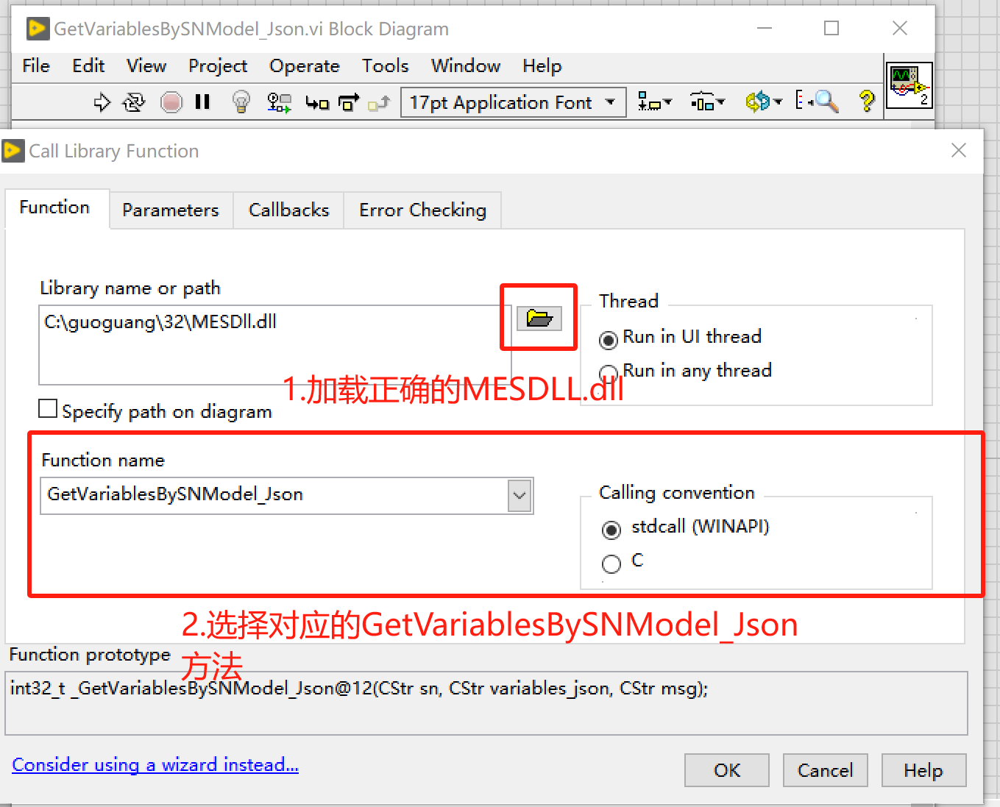 GetVariablesBySNModel_Json.vi Block Diagram
File Edit View Project Operate Tools Window Help
17pt Application Font
2
Call Library Function
Function Parameters Callbacks Error Checking
Library name or path
C:\guoguang\32\MESDll.dll
Thread
Run in UI thread
Run in any thread
1.加载正确的MESDLL.dll
Specify path on diagram
Function name
GetVariablesBySNModel_Json
Calling convention
stdcall (WINAPI)
C
2.选择对应的GetVariablesBySNModel_Json
方法
Function prototype
int32_t _GetVariablesBySNModel_Json@12(CStr sn, CStr variables_json, CStr msg);
Consider using a wizard instead...
OK Cancel Help